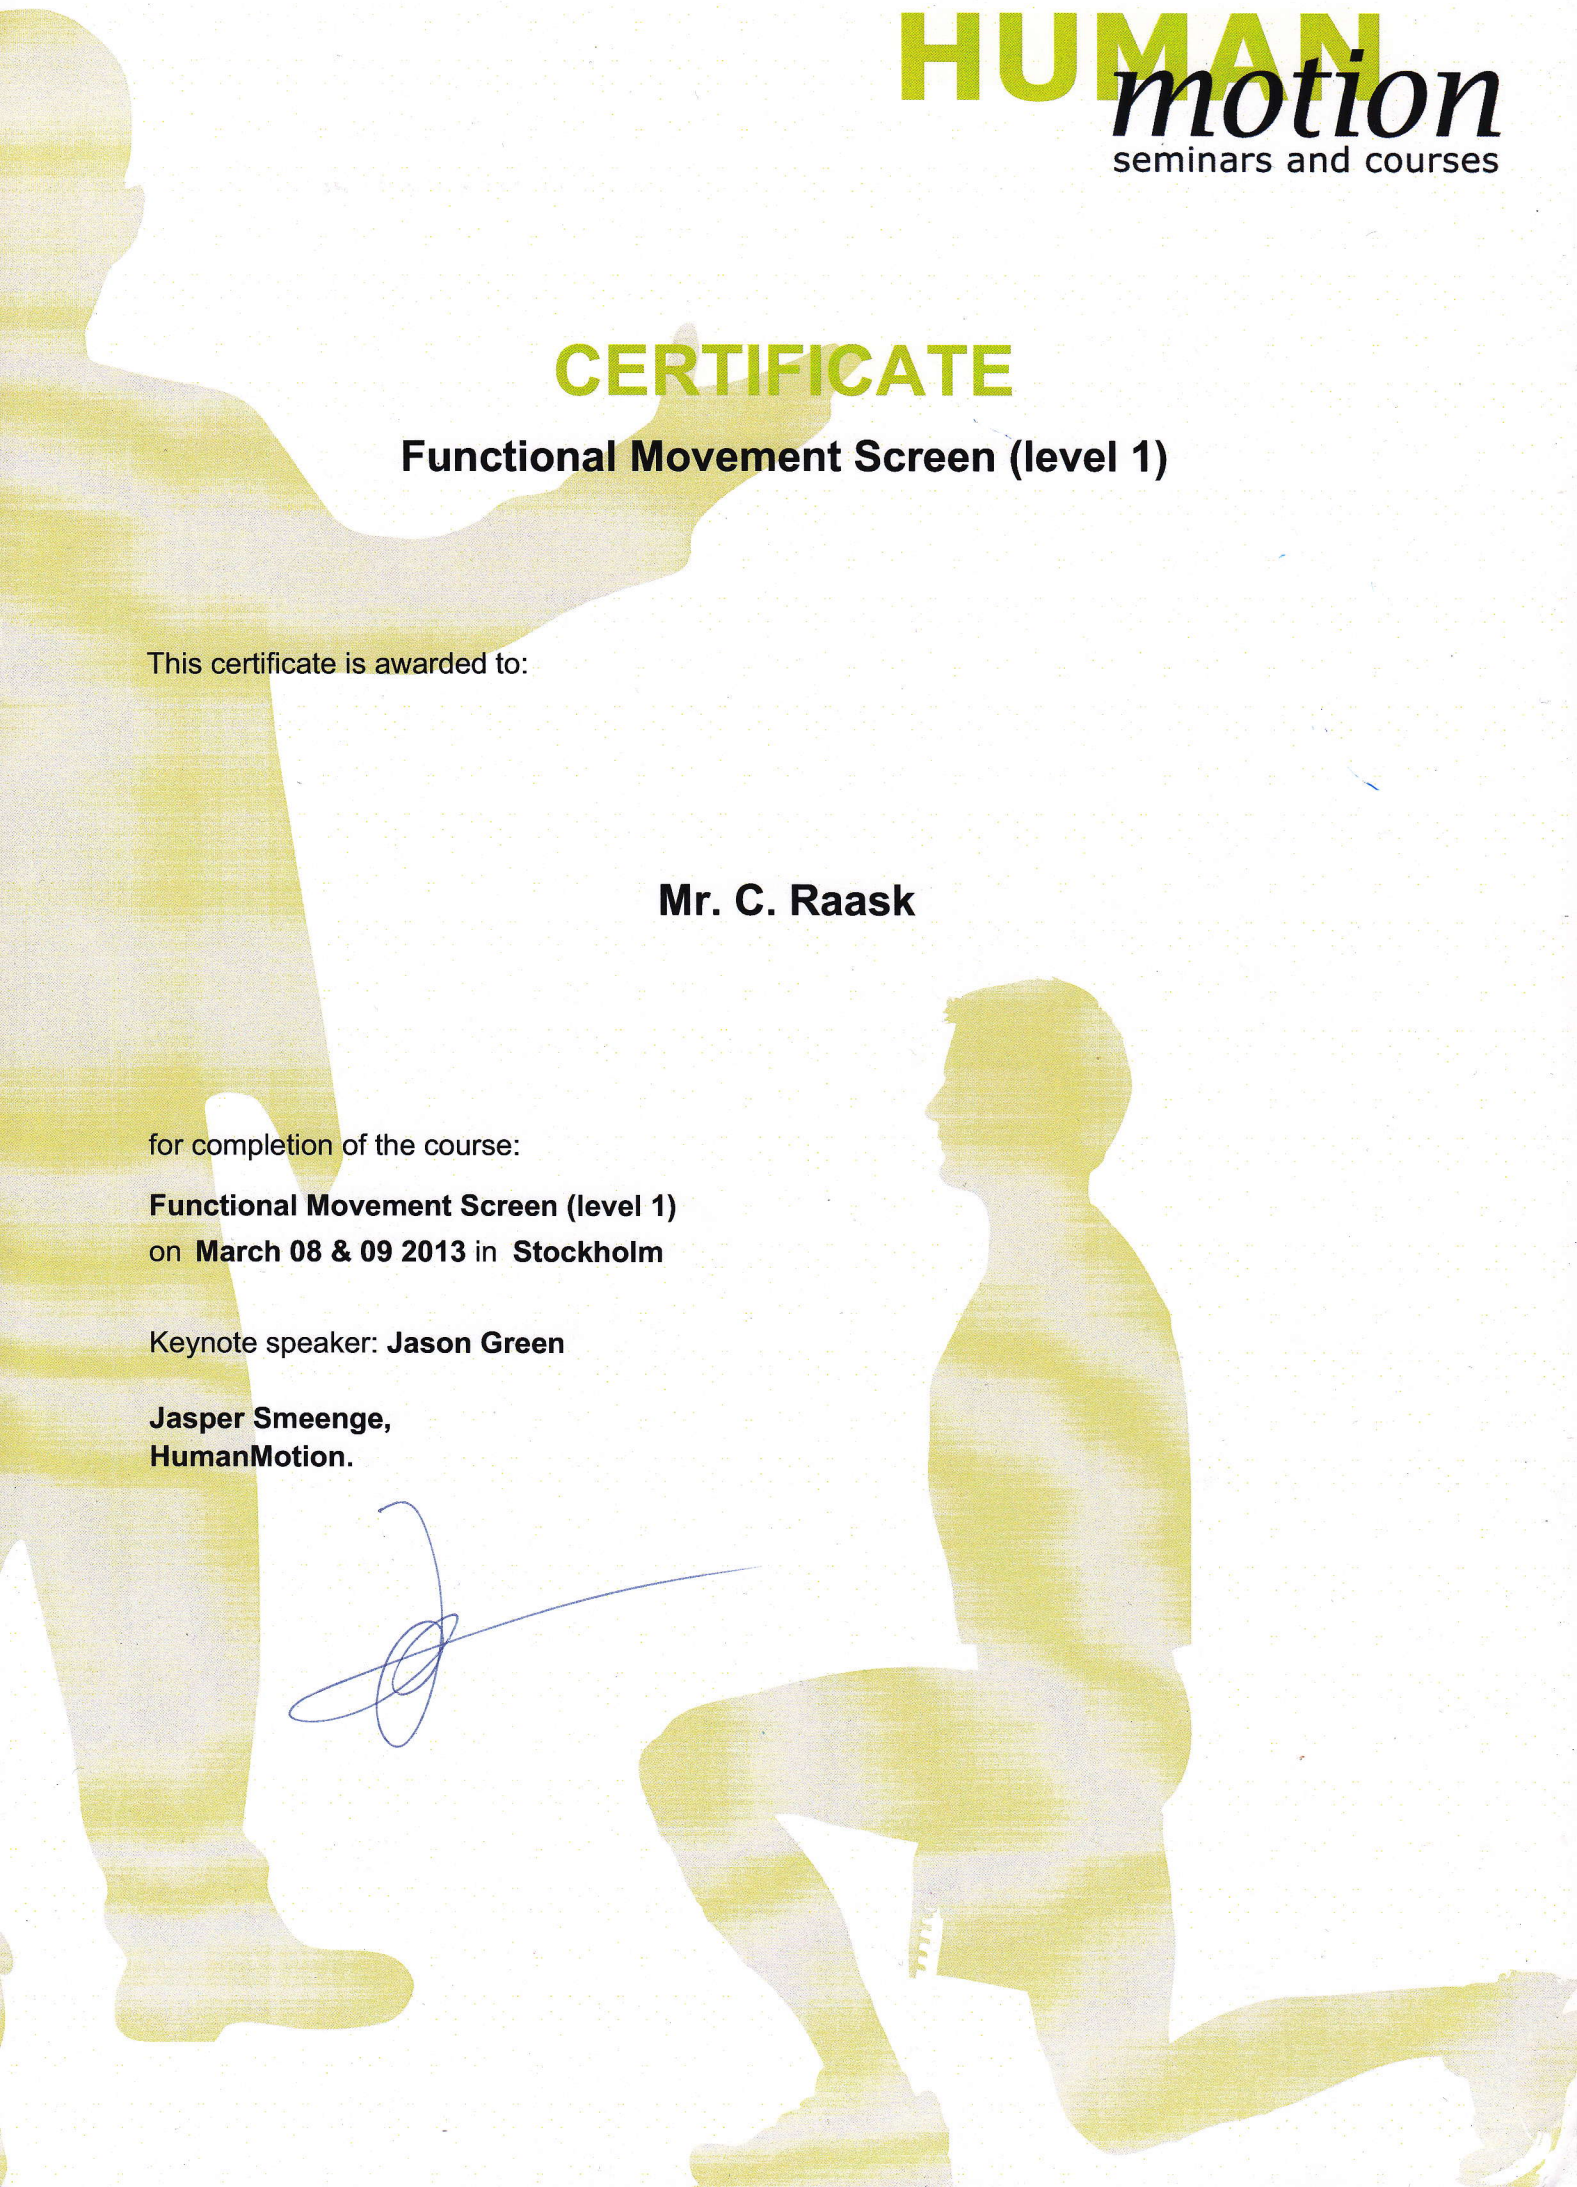 HUMAN
motion
seminars and courses
CERTIFICATE
Functional Movement Screen (level 1)
This certificate is awarded to:
Mr. C. Raask
for completion of the course:
Functional Movement Screen (level 1)
on March 08 & 09 2013 in Stockholm
Keynote speaker: Jason Green
Jasper Smeenge,
HumanMotion.